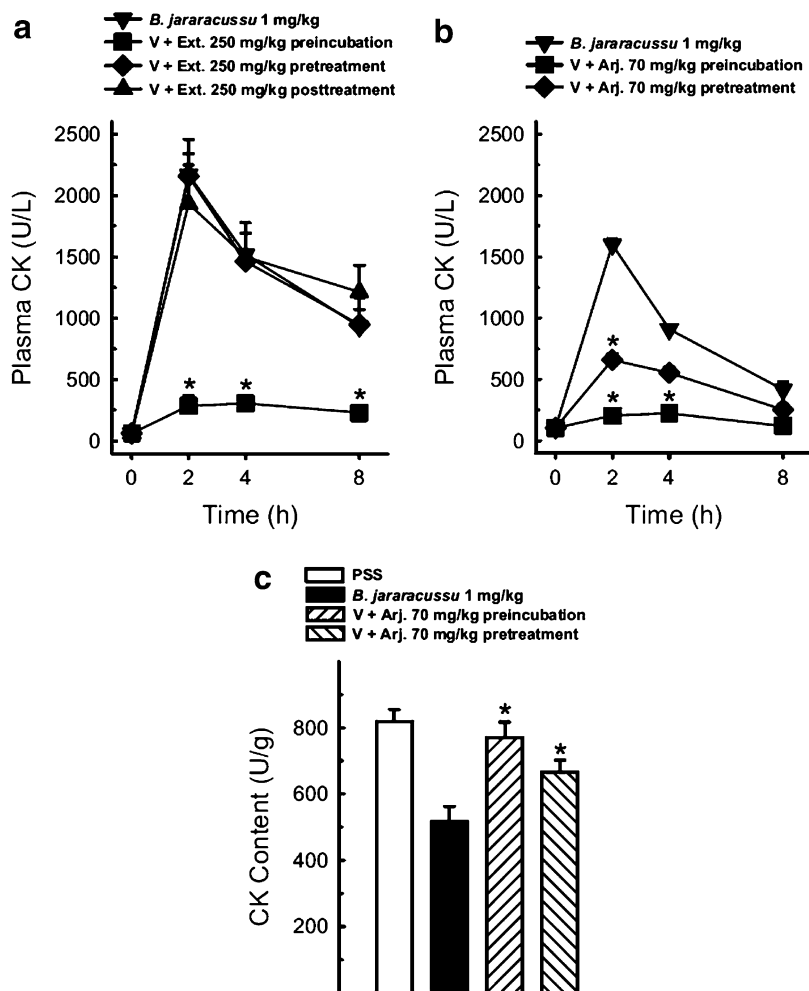 a
B. jararacussu 1 mg/kg
V + Ext. 250 mg/kg preincubation
V + Ext. 250 mg/kg pretreatment
V + Ext. 250 mg/kg posttreatment
2500
2000
1500
1000
500
0
Plasma CK (U/L)
* * *
0 2 4 8
Time (h)
b
B. jararacussu 1 mg/kg
V + Arj. 70 mg/kg preincubation
V + Arj. 70 mg/kg pretreatment
2500
2000
1500
1000
500
0
Plasma CK (U/L)
*
* *
0 2 4 8
Time (h)
c
PSS
B. jararacussu 1 mg/kg
V + Arj. 70 mg/kg preincubation
V + Arj. 70 mg/kg pretreatment
800
600
400
200
CK Content (U/g)
*
*